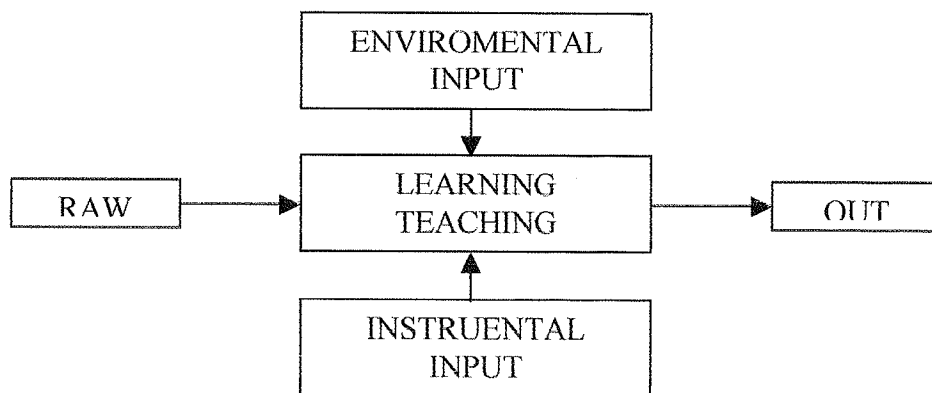 ENVIROMENTAL
INPUT
RAW
LEARNING
TEACHING
OUT
INSTRUENTAL
INPUT